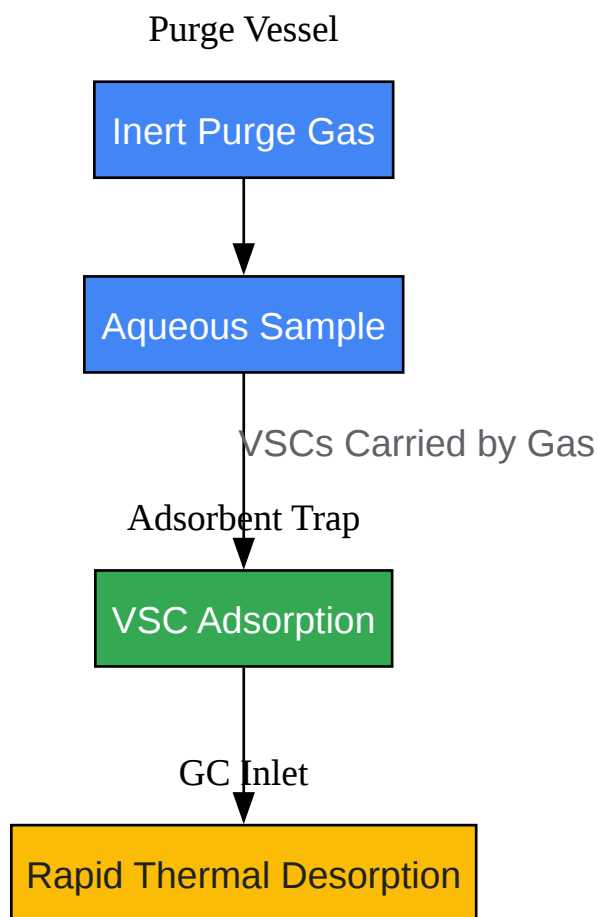 Purge Vessel
Inert Purge Gas
Aqueous Sample
VSCs Carried by Gas
Adsorbent Trap
VSC Adsorption
GC Inlet
Rapid Thermal Desorption